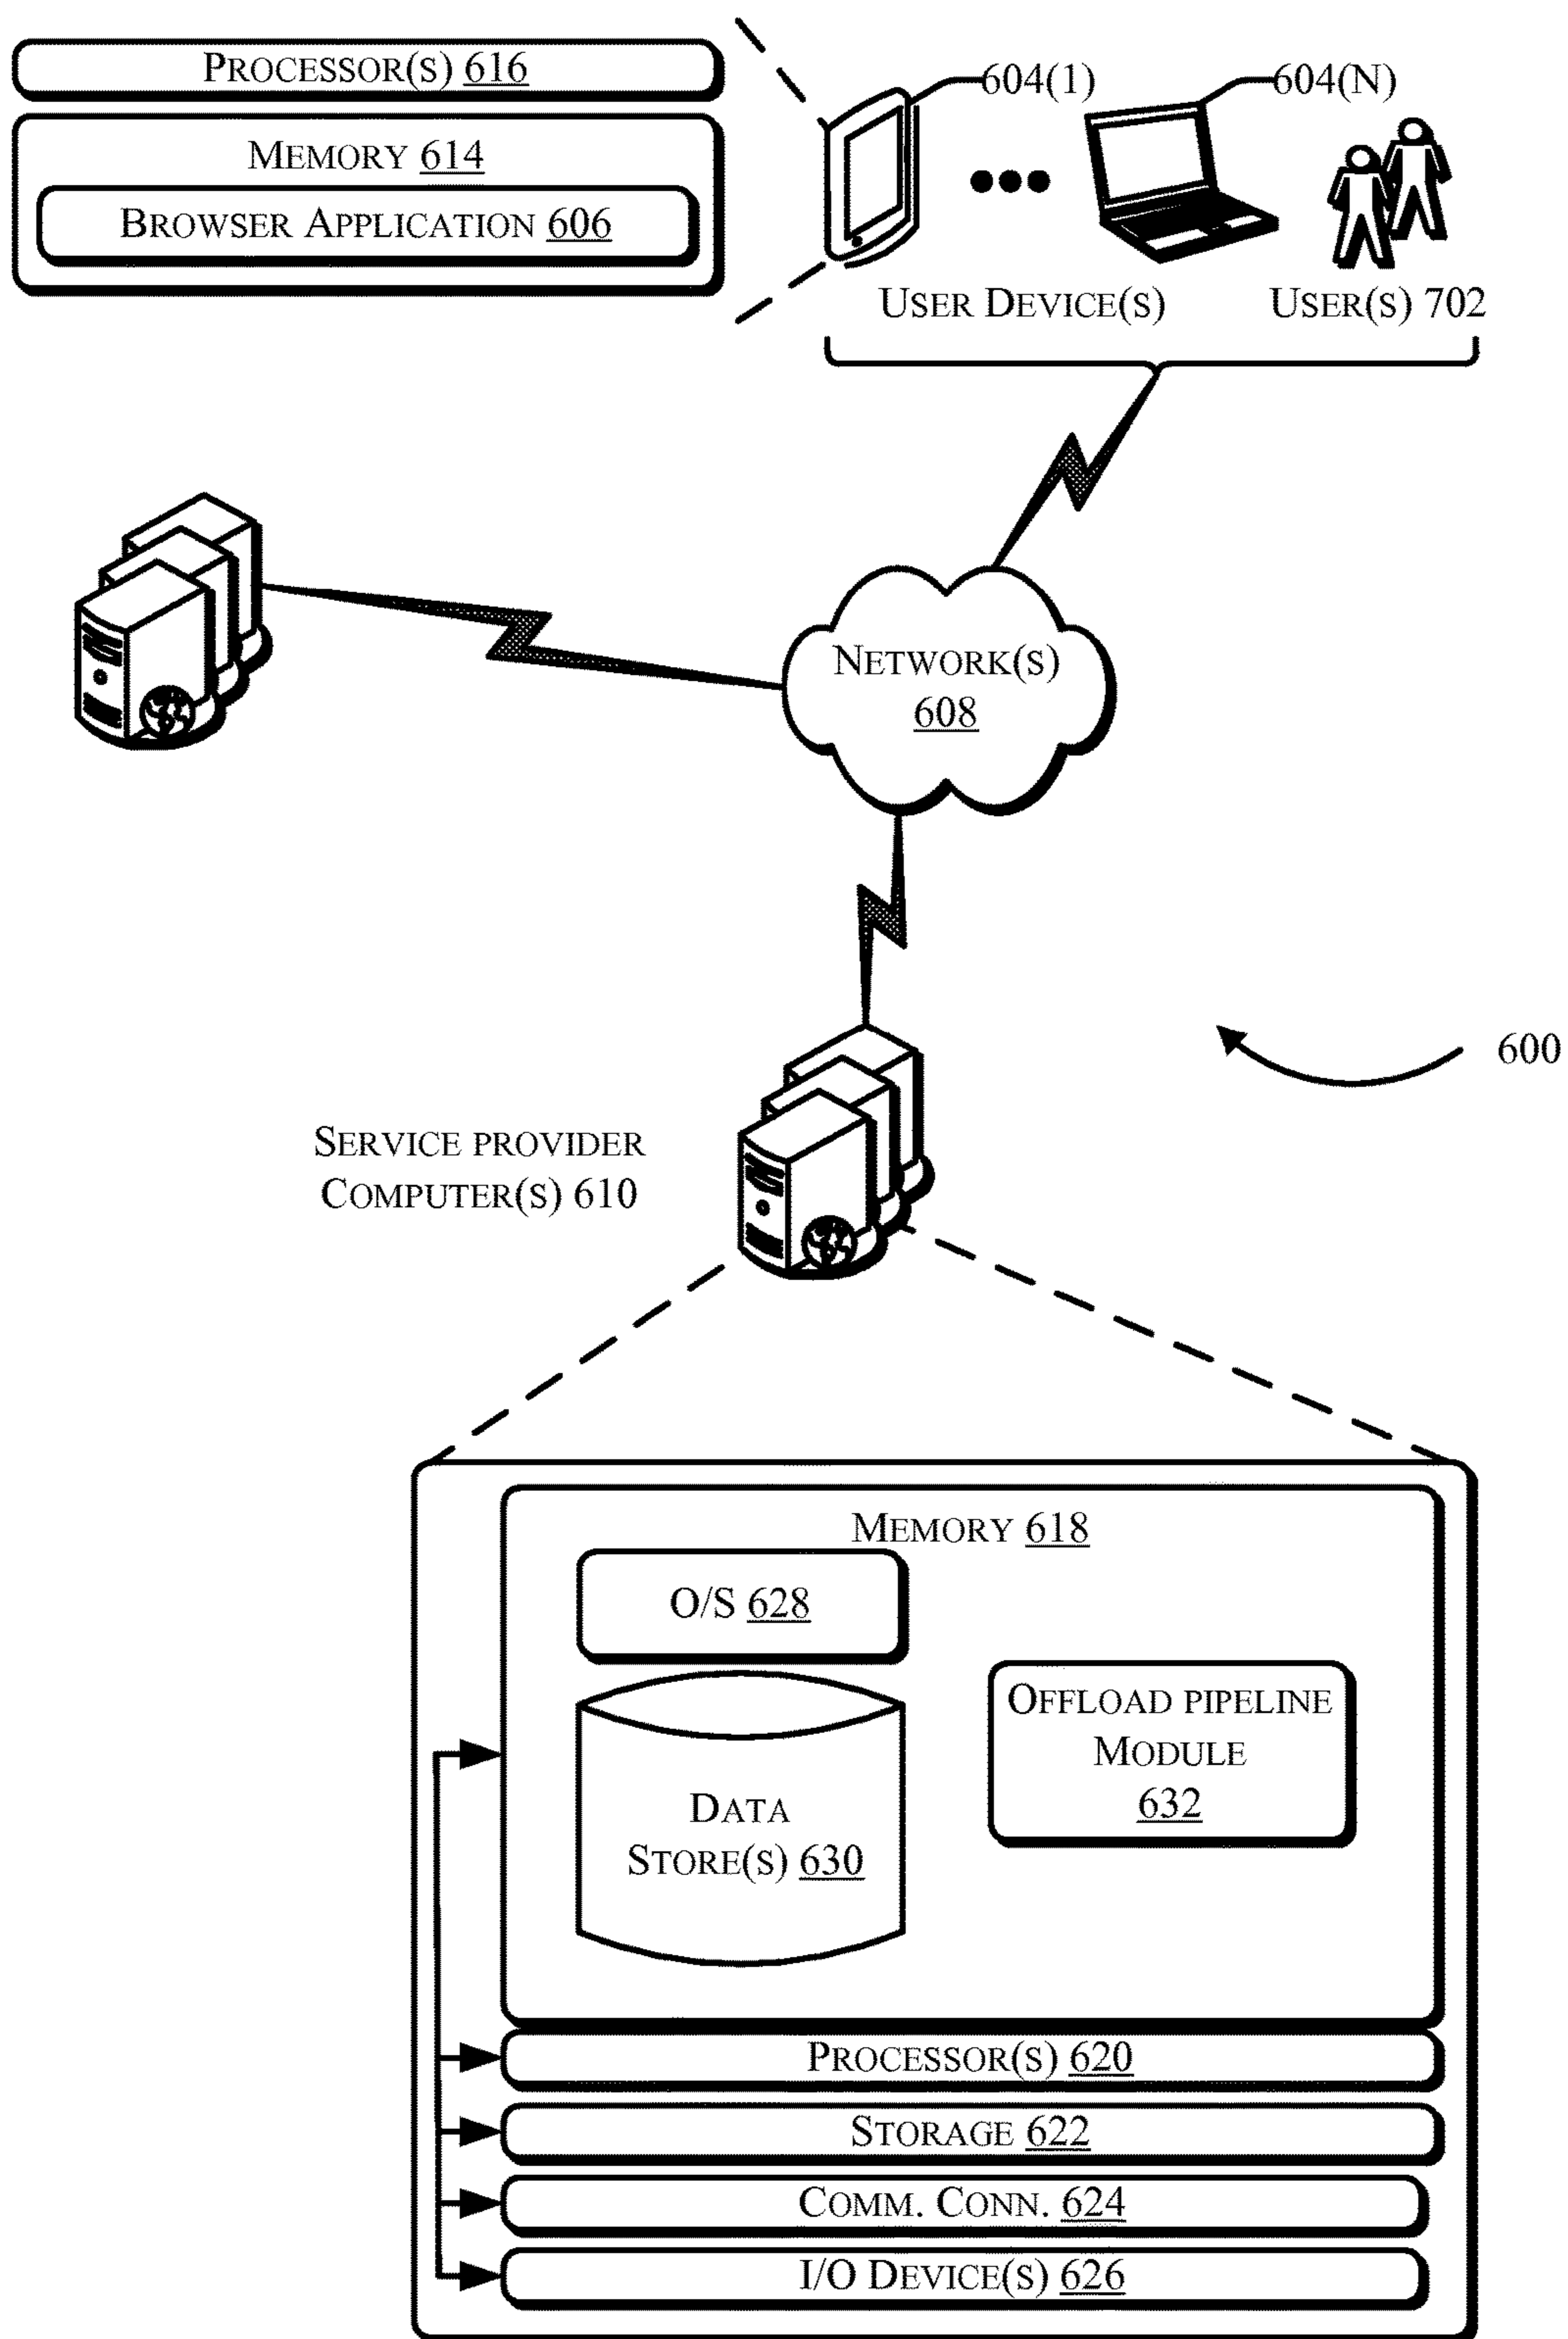 PROCESSOR(S) 616
MEMORY 614
BROWSER APPLICATION 606
604(1)
604(N)
USER DEVICE(S)
USER(S) 702
NETWORK(S)
608
600
SERVICE PROVIDER
COMPUTER(S) 610
MEMORY 618
O/S 628
DATA
STORE(S) 630
OFFLOAD PIPELINE
MODULE
632
PROCESSOR(S) 620
STORAGE 622
COMM. CONN. 624
I/O DEVICE(S) 626